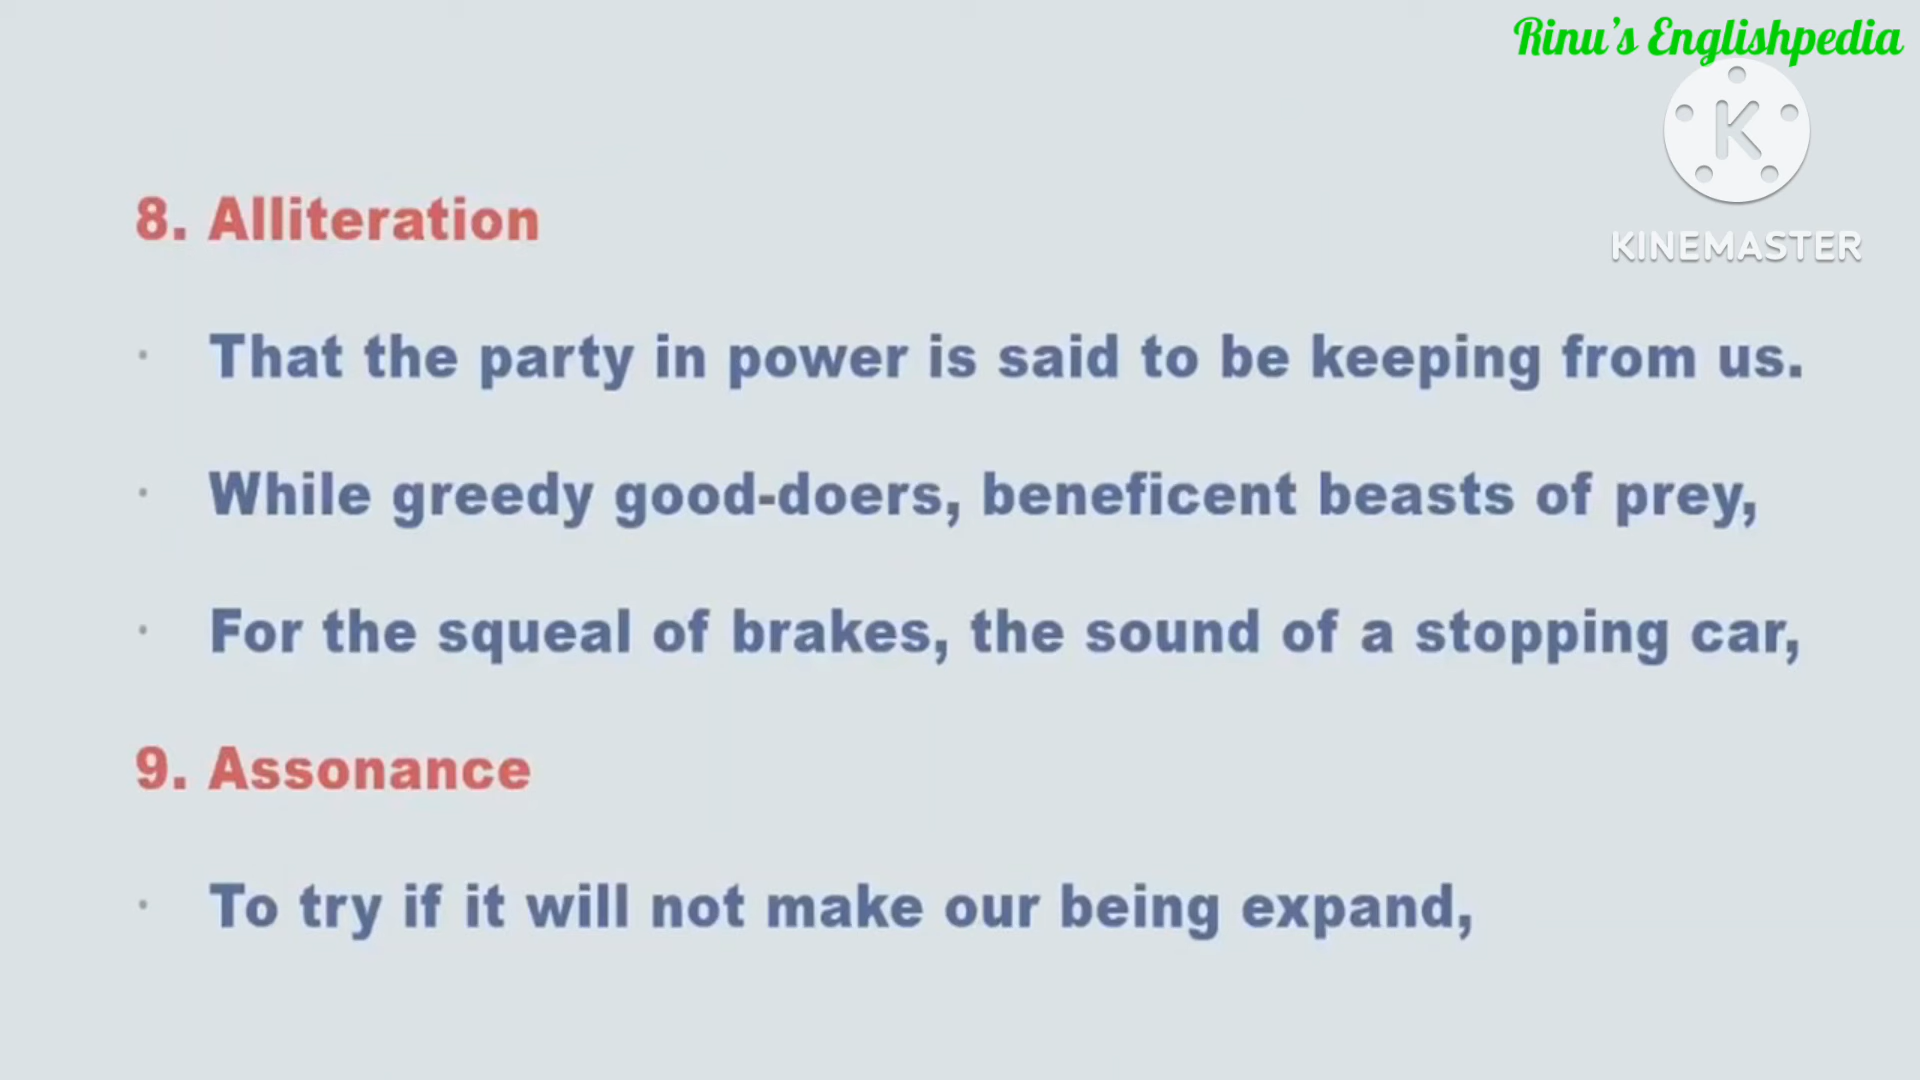 Rinu's Englishpedia
K
KINEMASTER
8. Alliteration
· That the party in power is said to be keeping from us.
· While greedy good-doers, beneficent beasts of prey,
· For the squeal of brakes, the sound of a stopping car,
9. Assonance
· To try if it will not make our being expand,